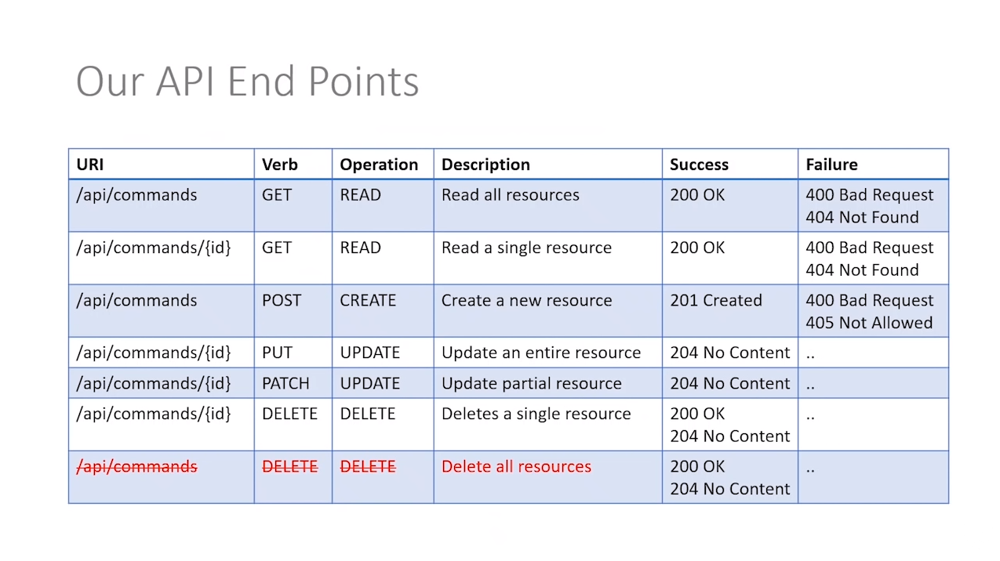 Our API End Points
URI Verb Operation Description Success Failure
/api/commands GET READ Read all resources 200 OK 400 Bad Request
404 Not Found
/api/commands/{id} GET READ Read a single resource 200 OK 400 Bad Request
404 Not Found
/api/commands POST CREATE Create a new resource 201 Created 400 Bad Request
405 Not Allowed
/api/commands/{id} PUT UPDATE Update an entire resource 204 No Content ..
/api/commands/{id} PATCH UPDATE Update partial resource 204 No Content ..
/api/commands/{id} DELETE DELETE Deletes a single resource 200 OK ..
204 No Content
/api/commands DELETE DELETE Delete all resources 200 OK ..
204 No Content